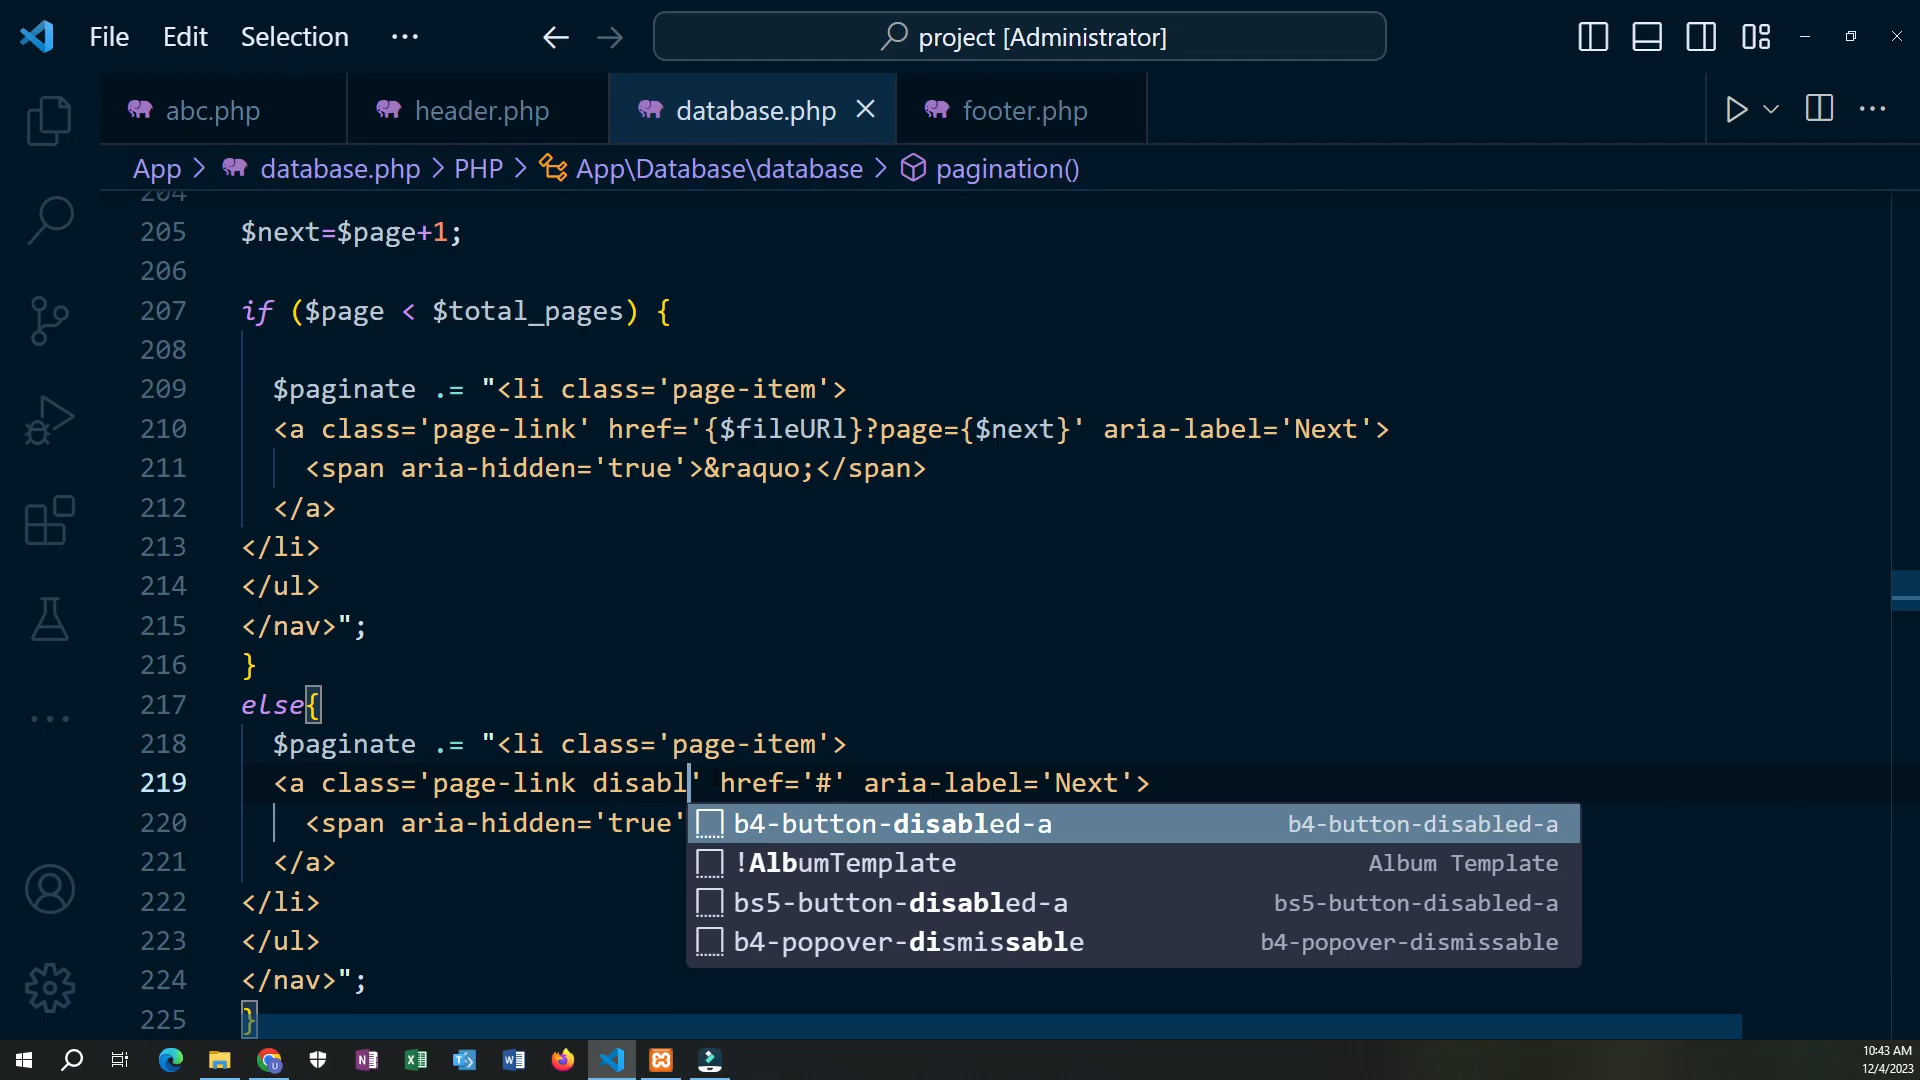 File Edit Selection ··· project [Administrator]
abc.php header.php database.php footer.php
App > database.php > PHP > App\Database\database > pagination()
204
205 $next=$page+1;
206
207 if ($page < $total_pages) {
208
209 $paginate .= "<li class='page-item'>
210 <a class='page-link' href='{$fileURl}?page={$next}' aria-label='Next'>
211 <span aria-hidden='true'>&raquo;</span>
212 </a>
213 </li>
214 </ul>
215 </nav>";
216 }
217 else{
218 $paginate .= "<li class='page-item'>
219 <a class='page-link disabl' href='#' aria-label='Next'>
220 <span aria-hidden='true'
b4-button-disabled-a b4-button-disabled-a
221 </a>
!AlbumTemplate Album Template
222 </li>
bs5-button-disabled-a bs5-button-disabled-a
223 </ul>
b4-popover-dismissable b4-popover-dismissable
224 </nav>";
225 }
10:43 AM
12/4/2023